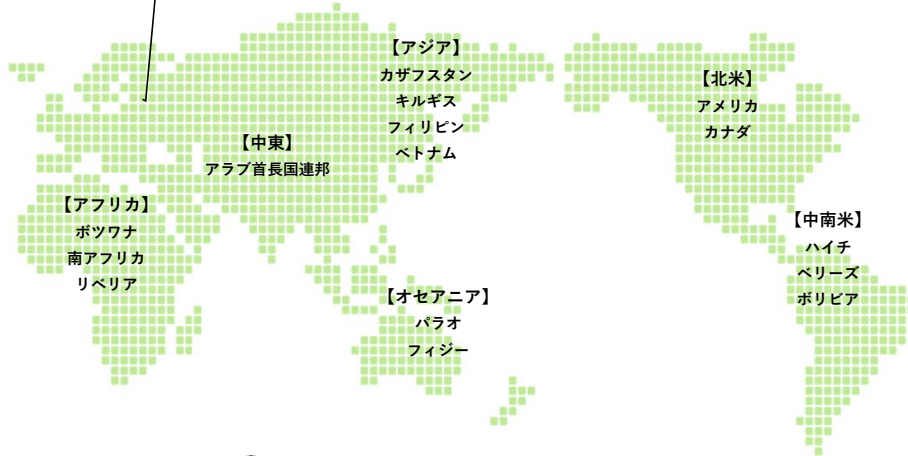 【アジア】
カザフスタン
キルギス
フィリピン
ベトナム
【北米】
アメリカ
カナダ
【中東】
アラブ首長国連邦
【アフリカ】
ボツワナ
南アフリカ
リベリア
【中南米】
ハイチ
ベリーズ
ボリビア
【オセアニア】
パラオ
フィジー